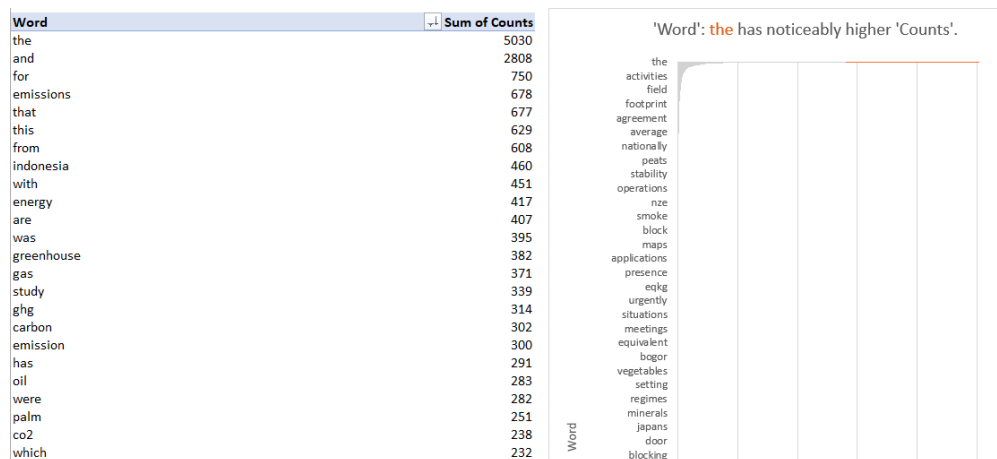 Word Sum of Counts
the 5030
and 2808
for 750
emissions 678
that 677
this 629
from 608
indonesia 460
with 451
energy 417
are 407
was 395
greenhouse 382
gas 371
study 339
ghg 314
carbon 302
emission 300
has 291
oil 283
were 282
palm 251
co2 238
which 232
'Word': the has noticeably higher 'Counts'.
the
activities
field
footprint
agreement
average
nationally
peats
stability
operations
nze
smoke
block
maps
applications
presence
eqkg
urgently
situations
meetings
equivalent
bogor
vegetables
setting
regimes
minerals
japans
door
blocking
Word